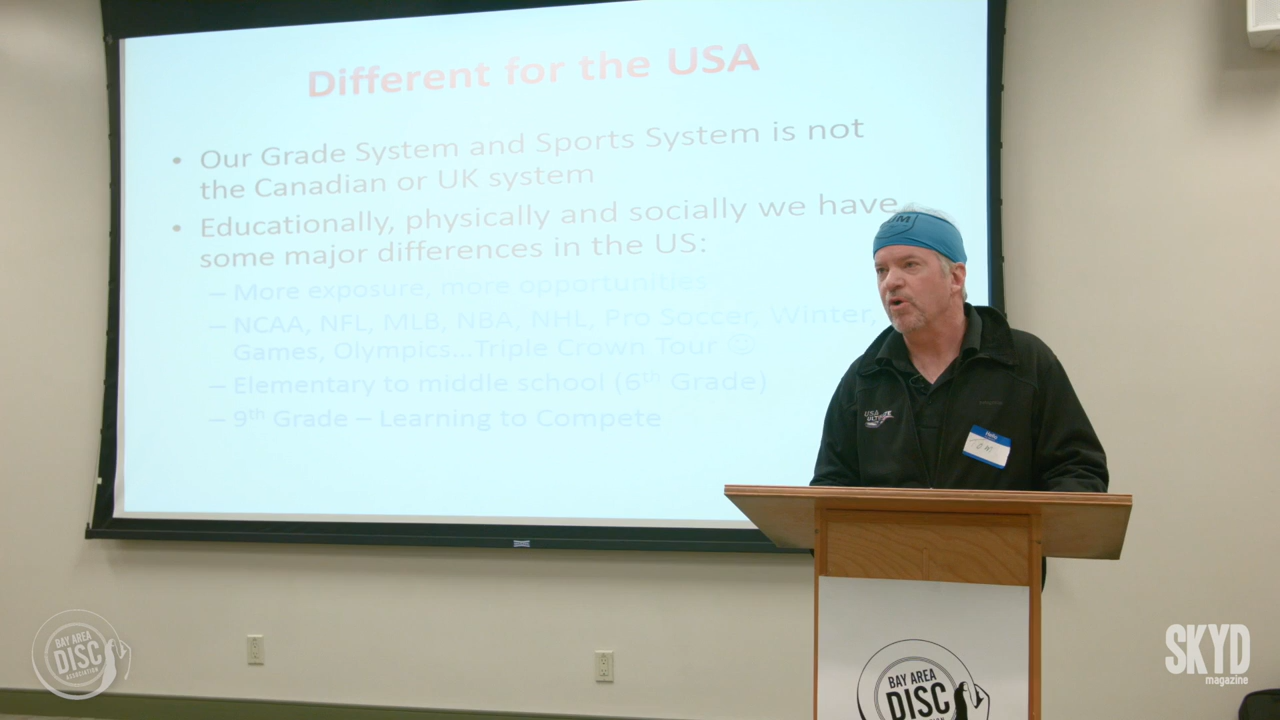 Different for the USA
• Our Grade System and Sports System is not
the Canadian or UK system
• Educationally, physically and socially we have
some major differences in the US:
– More exposure, more opportunities
– NCAA, NFL, MLB, NBA, NHL, Pro Soccer, Winter,
Games, Olympics...Triple Crown Tour ☺
– Elementary to middle school (6th Grade)
– 9th Grade – Learning to Compete
USA
Hello
BAY AREA
DISC
ASSOCIATION
BAY AREA
DISC
SKYD
magazine